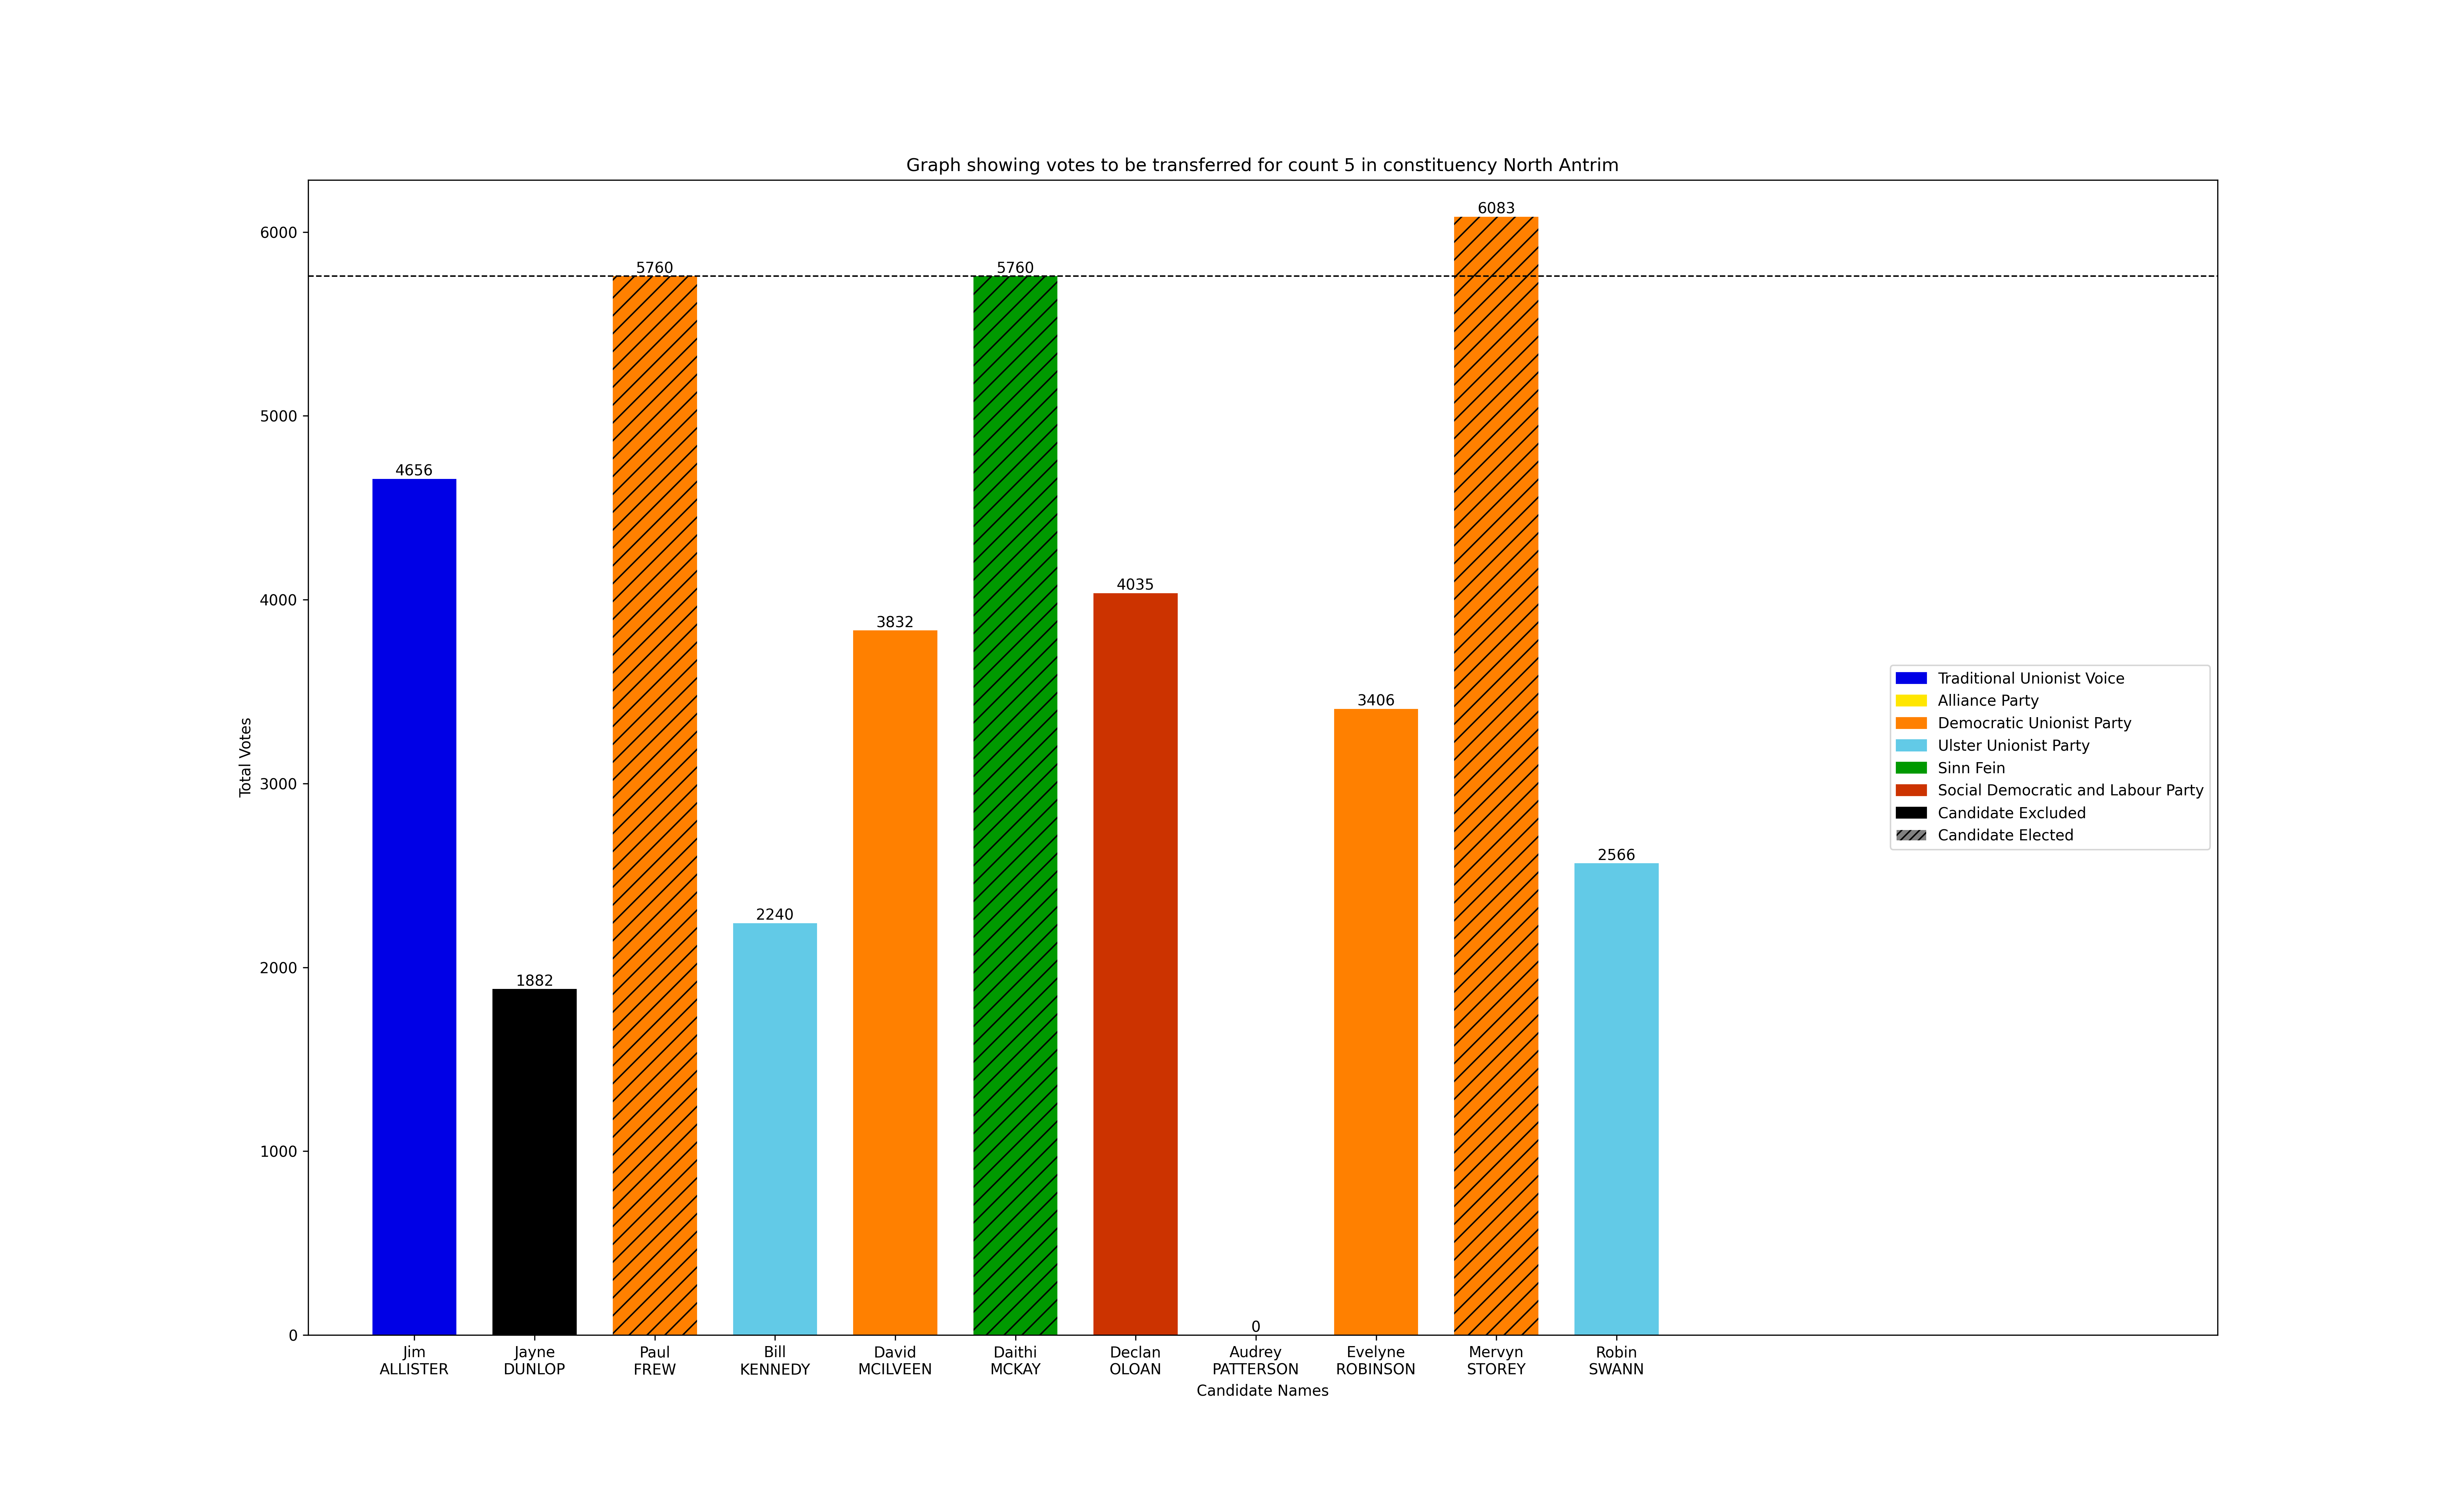 Graph showing votes to be transferred for count 5 in constituency North Antrim
Total Votes
6000
5000
4000
3000
2000
1000
0
4656
1882
5760
2240
3832
5760
4035
0
3406
6083
2566
Jim
ALLISTER
Jayne
DUNLOP
Paul
FREW
Bill
KENNEDY
David
MCILVEEN
Daithi
MCKAY
Declan
OLOAN
Audrey
PATTERSON
Evelyne
ROBINSON
Mervyn
STOREY
Robin
SWANN
Candidate Names
Traditional Unionist Voice
Alliance Party
Democratic Unionist Party
Ulster Unionist Party
Sinn Fein
Social Democratic and Labour Party
Candidate Excluded
Candidate Elected